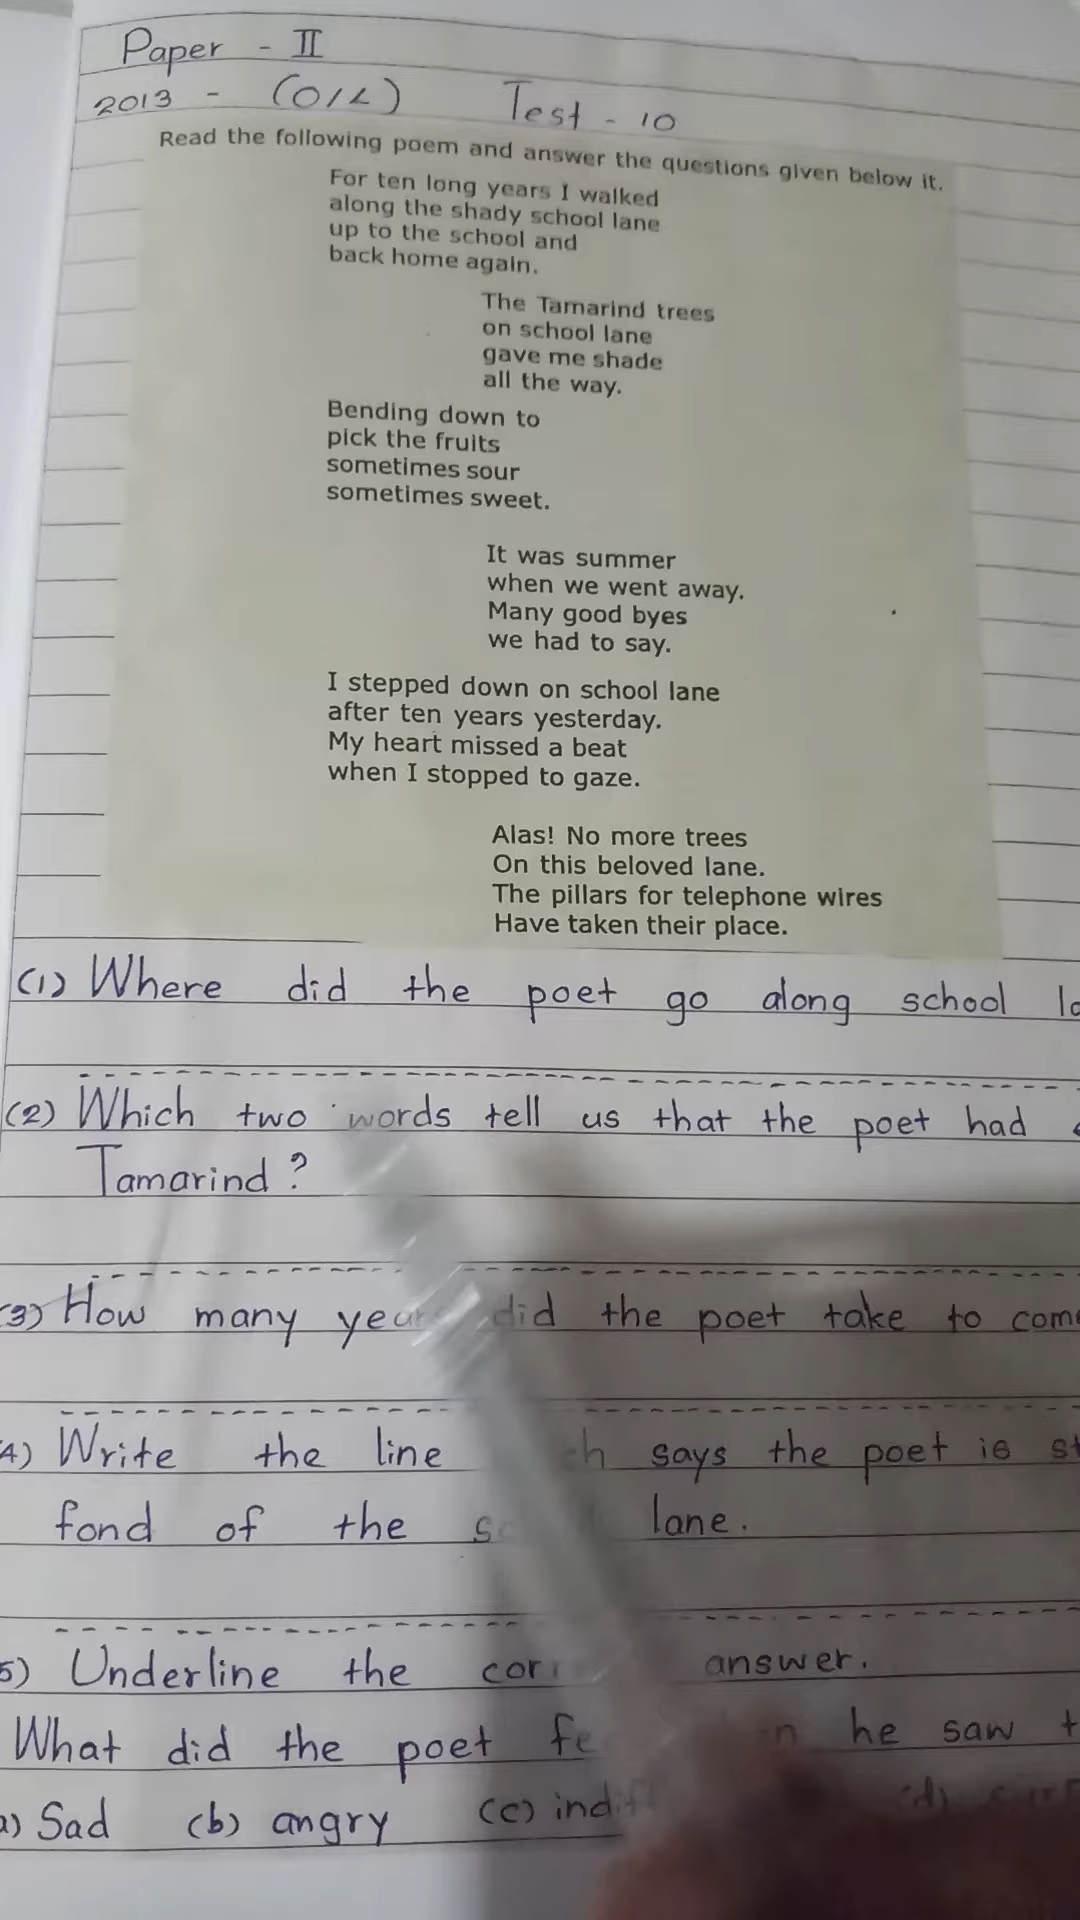 Paper - II
2013 - (O/L) Test - 10
Read the following poem and answer the questions given below it.
For ten long years I walked
along the shady school lane
up to the school and
back home again.
The Tamarind trees
on school lane
gave me shade
all the way.
Bending down to
pick the fruits
sometimes sour
sometimes sweet.
It was summer
when we went away.
Many good byes
we had to say.
I stepped down on school lane
after ten years yesterday.
My heart missed a beat
when I stopped to gaze.
Alas! No more trees
On this beloved lane.
The pillars for telephone wires
Have taken their place.
(1) Where did the poet go along school
(2) Which two words tell us that the poet had
Tamarind ?
(3) How many did the poet take to
4) Write the line says the poet is
fond of the lane.
5) Underline the answer.
What did the poet he saw
a) Sad (b) angry (c)